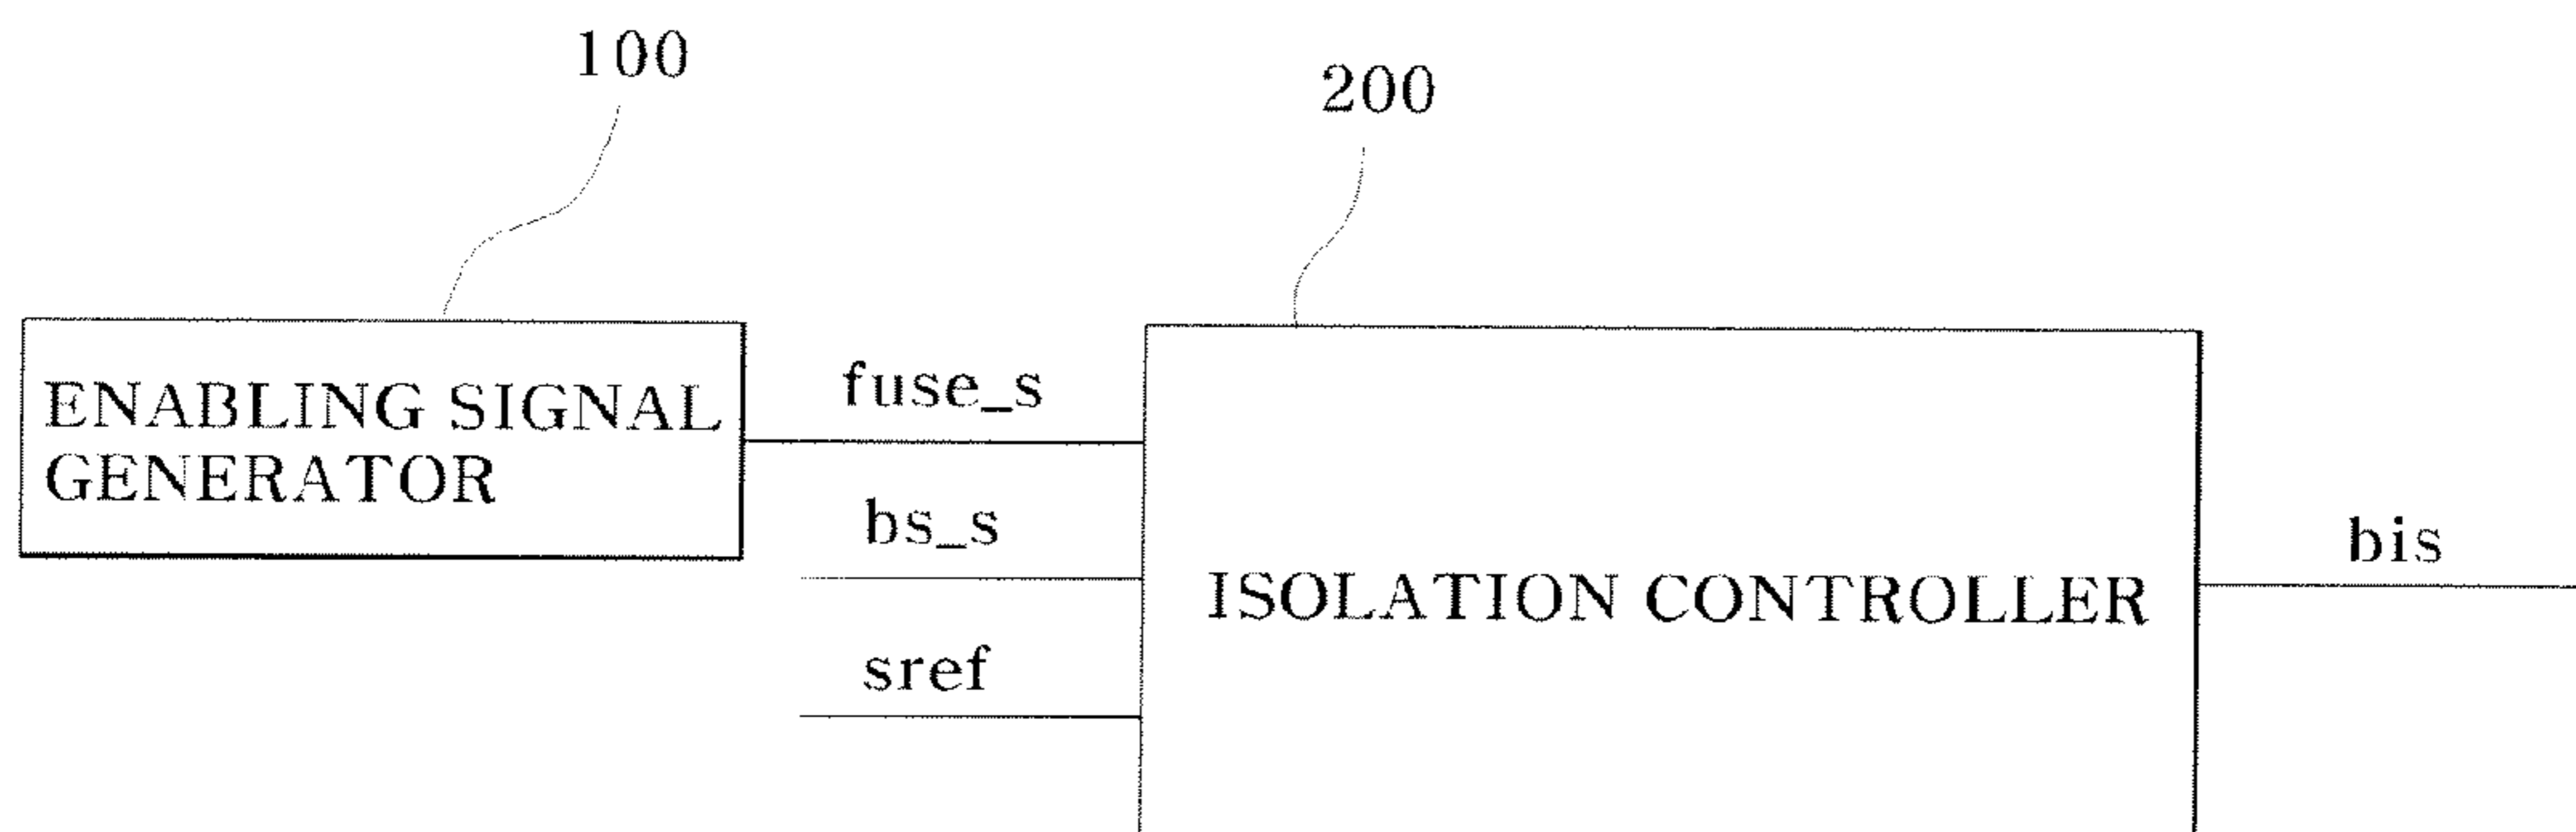 100
200
ENABLING SIGNAL
GENERATOR
fuse_s
bs_s
sref
ISOLATION CONTROLLER
bis